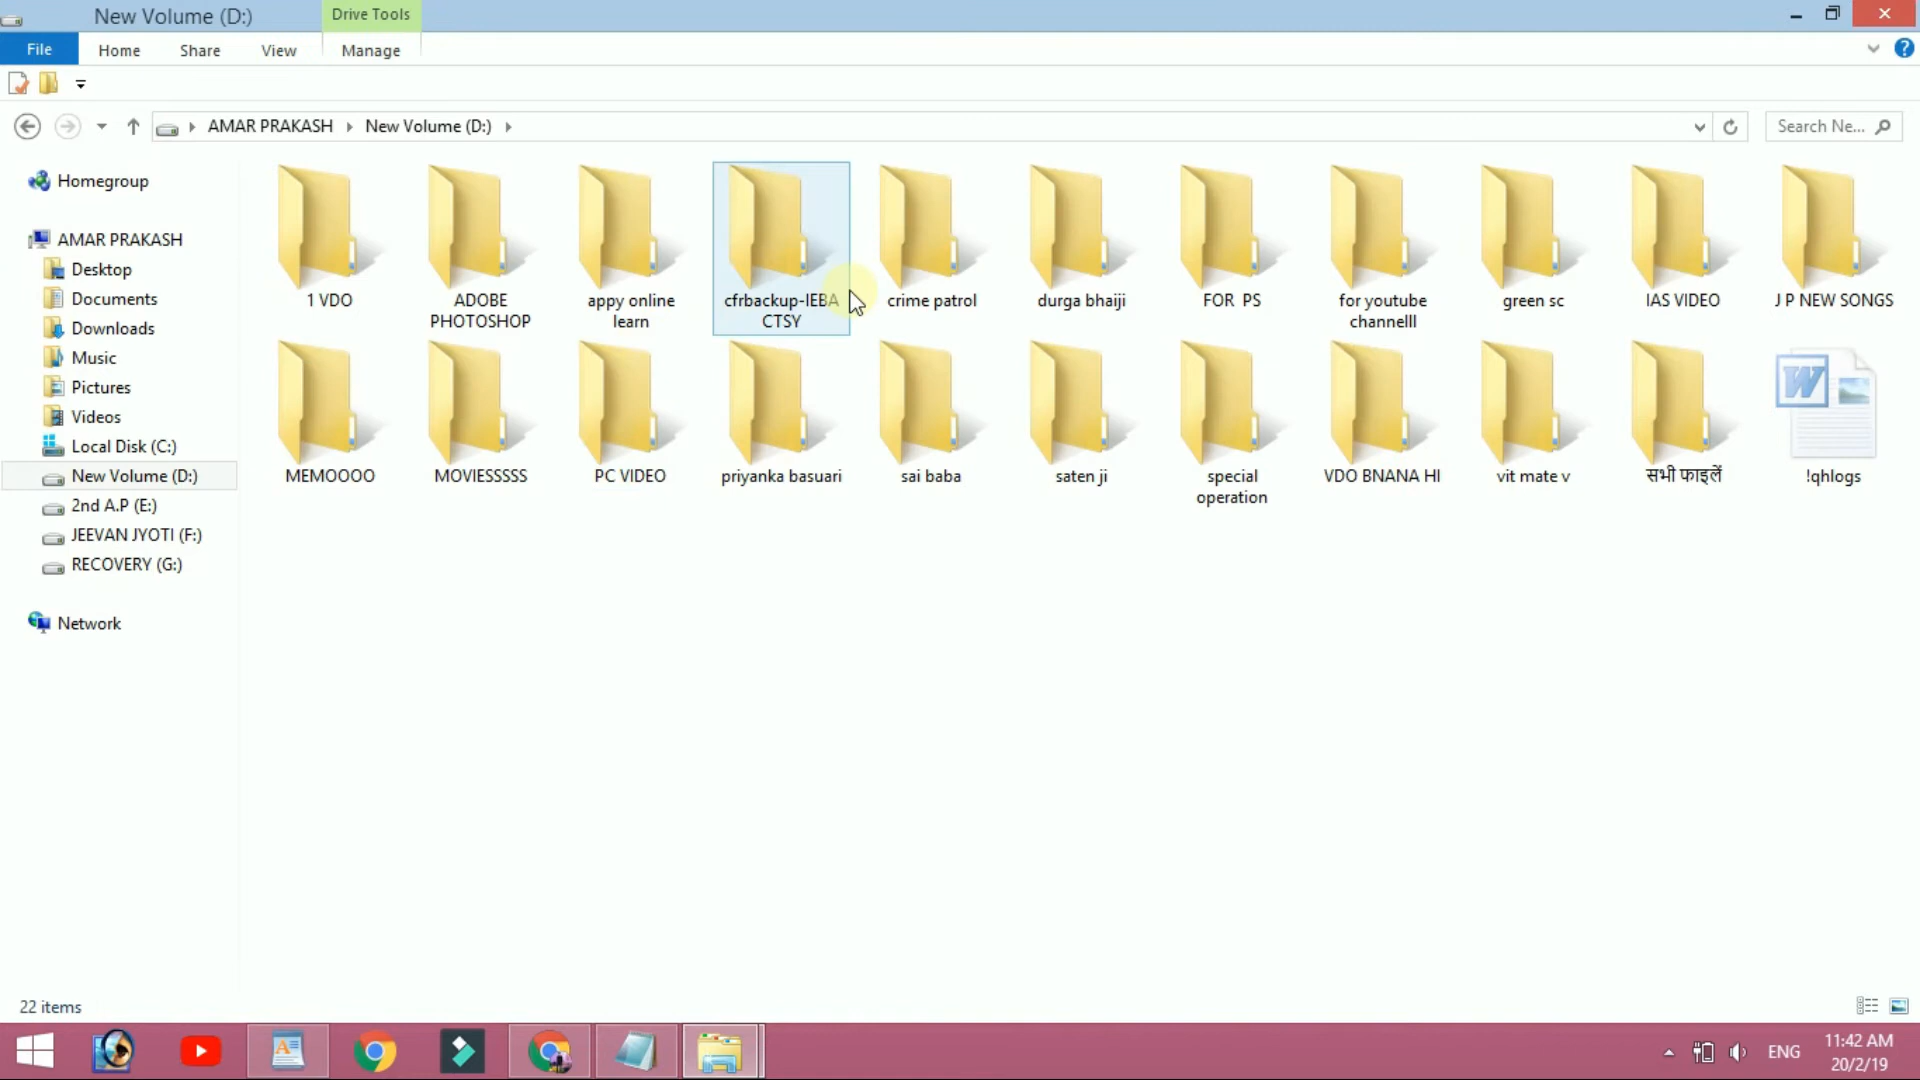 New Volume (D:)
Drive Tools
File
Home
Share
View
Manage
AMAR PRAKASH
New Volume (D:)
Search Ne...
Homegroup
AMAR PRAKASH
Desktop
Documents
Downloads
Music
Pictures
Videos
Local Disk (C:)
New Volume (D:)
2nd A.P (E:)
JEEVAN JYOTI (F:)
RECOVERY (G:)
Network
1 VDO
ADOBE
PHOTOSHOP
appy online
learn
cfrbackup-IEBA
CTSY
crime patrol
durga bhaiji
FOR PS
for youtube
channelll
green sc
IAS VIDEO
J P NEW SONGS
MEMOOOO
MOVIESSSSS
PC VIDEO
priyanka basuari
sai baba
saten ji
special
operation
VDO BNANA HI
vit mate v
सभी फाइलें
!qhlogs
22 items
ENG
11:42 AM
20/2/19